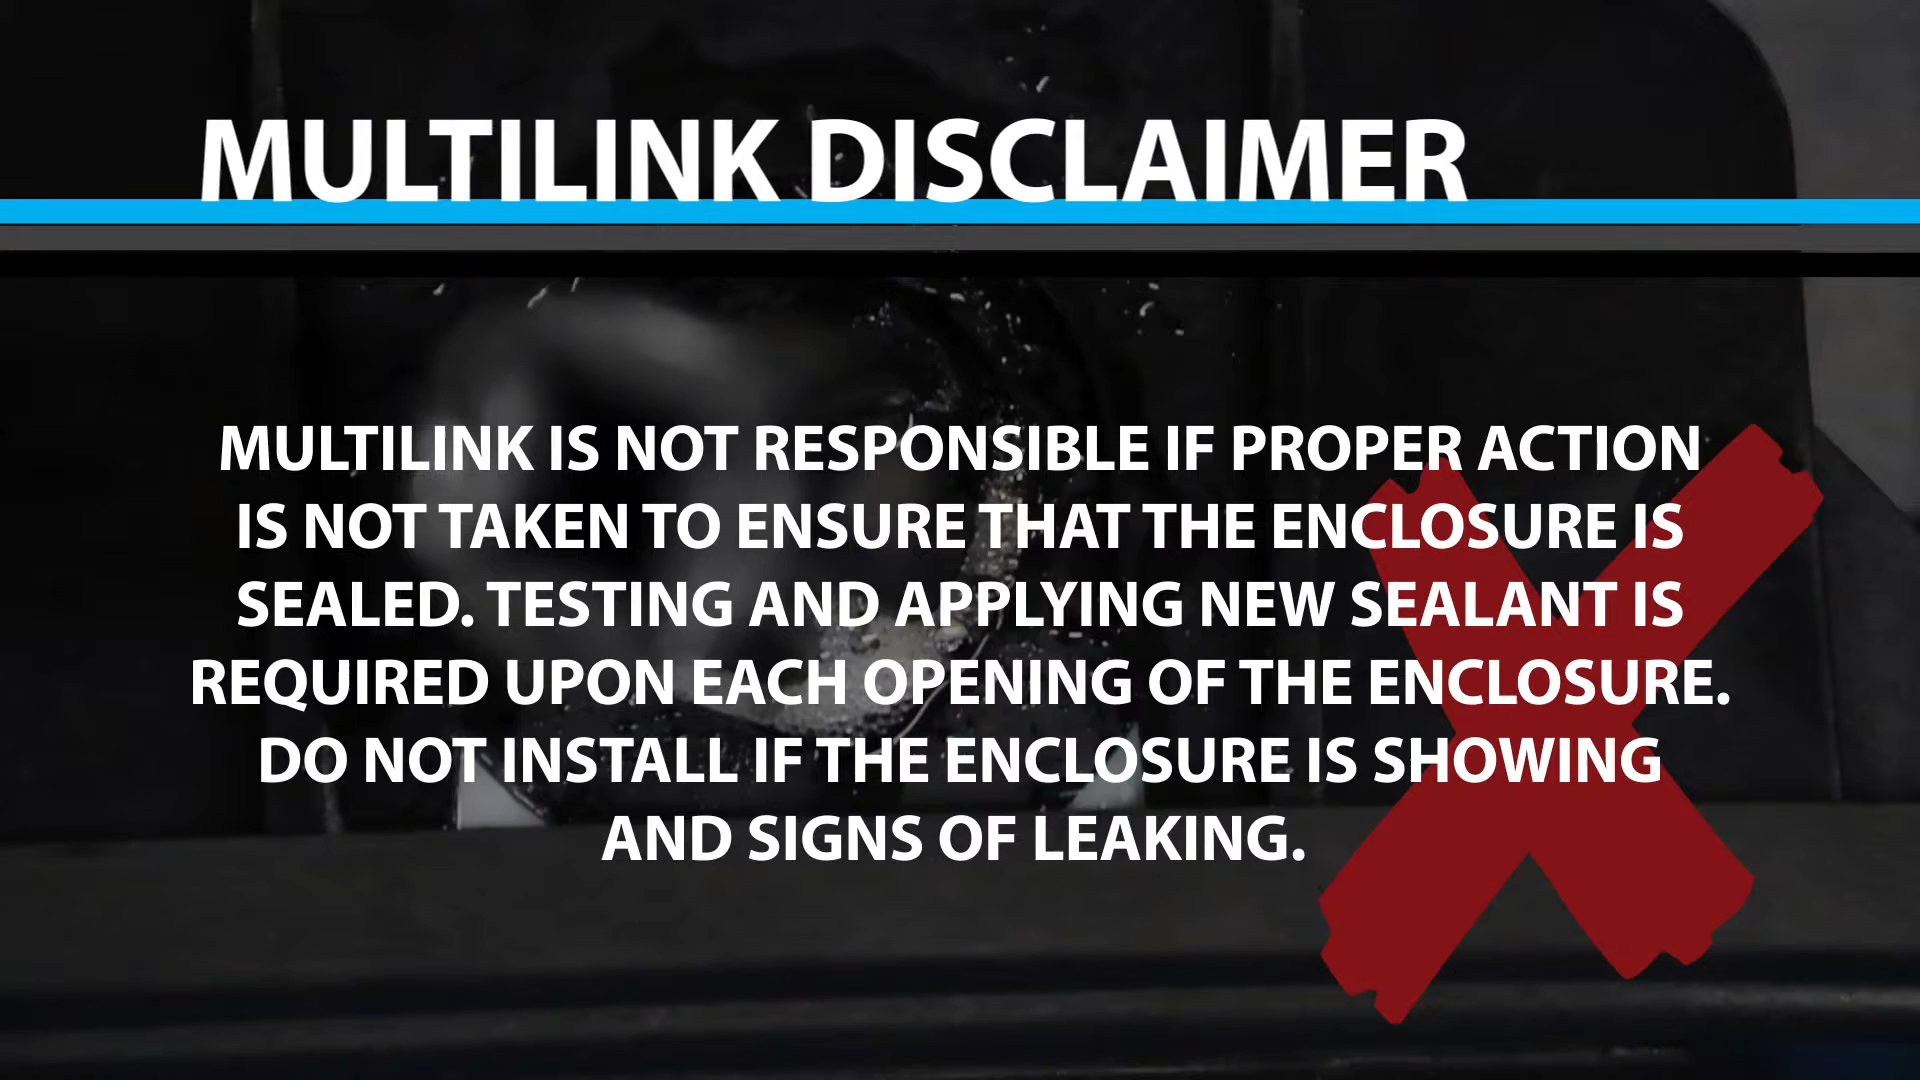 MULTILINK DISCLAIMER
MULTILINK IS NOT RESPONSIBLE IF PROPER ACTION
IS NOT TAKEN TO ENSURE THAT THE ENCLOSURE IS
SEALED. TESTING AND APPLYING NEW SEALANT IS
REQUIRED UPON EACH OPENING OF THE ENCLOSURE.
DO NOT INSTALL IF THE ENCLOSURE IS SHOWING
AND SIGNS OF LEAKING.